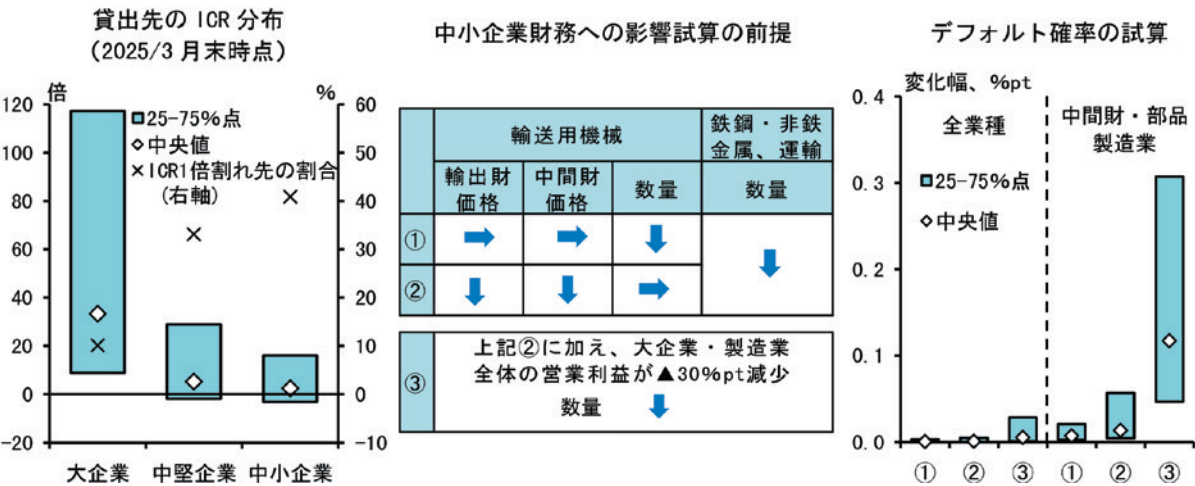 貸出先の ICR 分布
(2025/3 月末時点)
倍
%
120
100
80
60
40
20
0
-20
60
50
40
30
20
10
0
-10
25-75%点
中央値
ICR1倍割れ先の割合
(右軸)
大企業
中堅企業
中小企業
中小企業財務への影響試算の前提
輸送用機械
鉄鋼・非鉄
金属、運輸
輸出財
価格
中間財
価格
数量
数量
①
②
③
上記②に加え、大企業・製造業
全体の営業利益が▲30%pt減少
数量
デフォルト確率の試算
変化幅、%pt
0.4
0.3
0.2
0.1
0.0
全業種
中間財・部品
製造業
25-75%点
中央値
① ② ③ ① ② ③